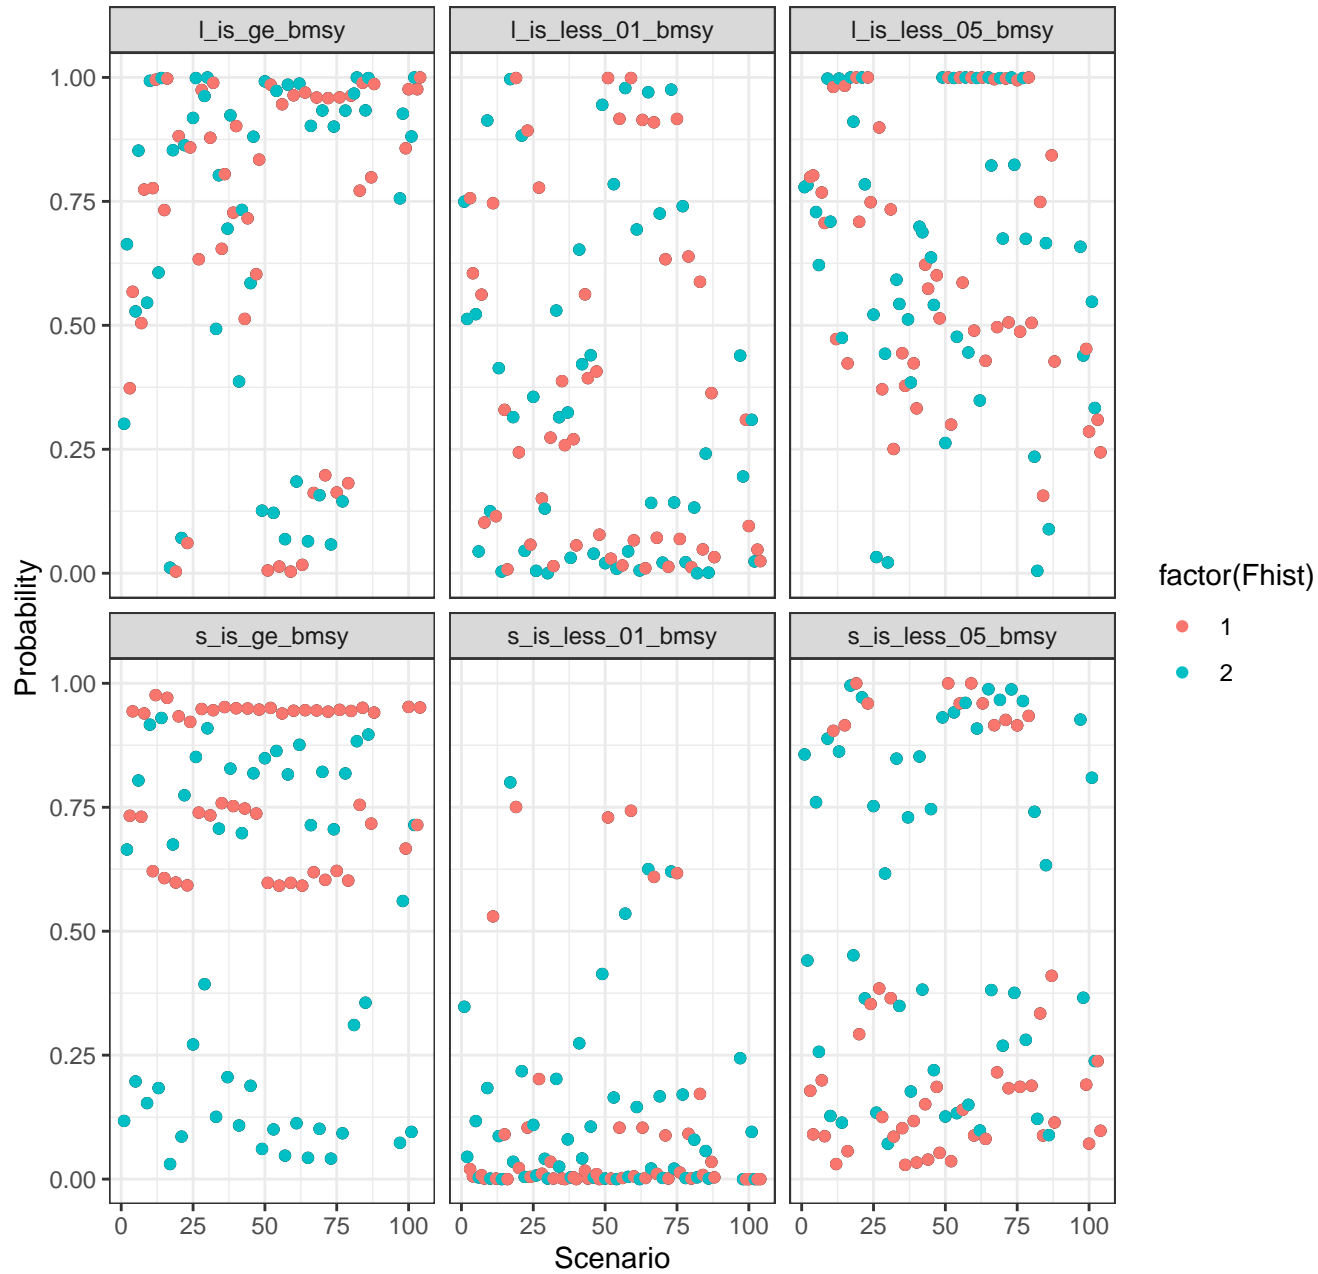 l_is_ge_bmsy
l_is_less_01_bmsy
l_is_less_05_bmsy
1.00
0.75
0.50
0.25
0.00
s_is_ge_bmsy
s_is_less_01_bmsy
s_is_less_05_bmsy
1.00
0.75
0.50
0.25
0.00
0 25 50 75 100
0 25 50 75 100
0 25 50 75 100
Scenario
Probability
factor(Fhist)
1
2